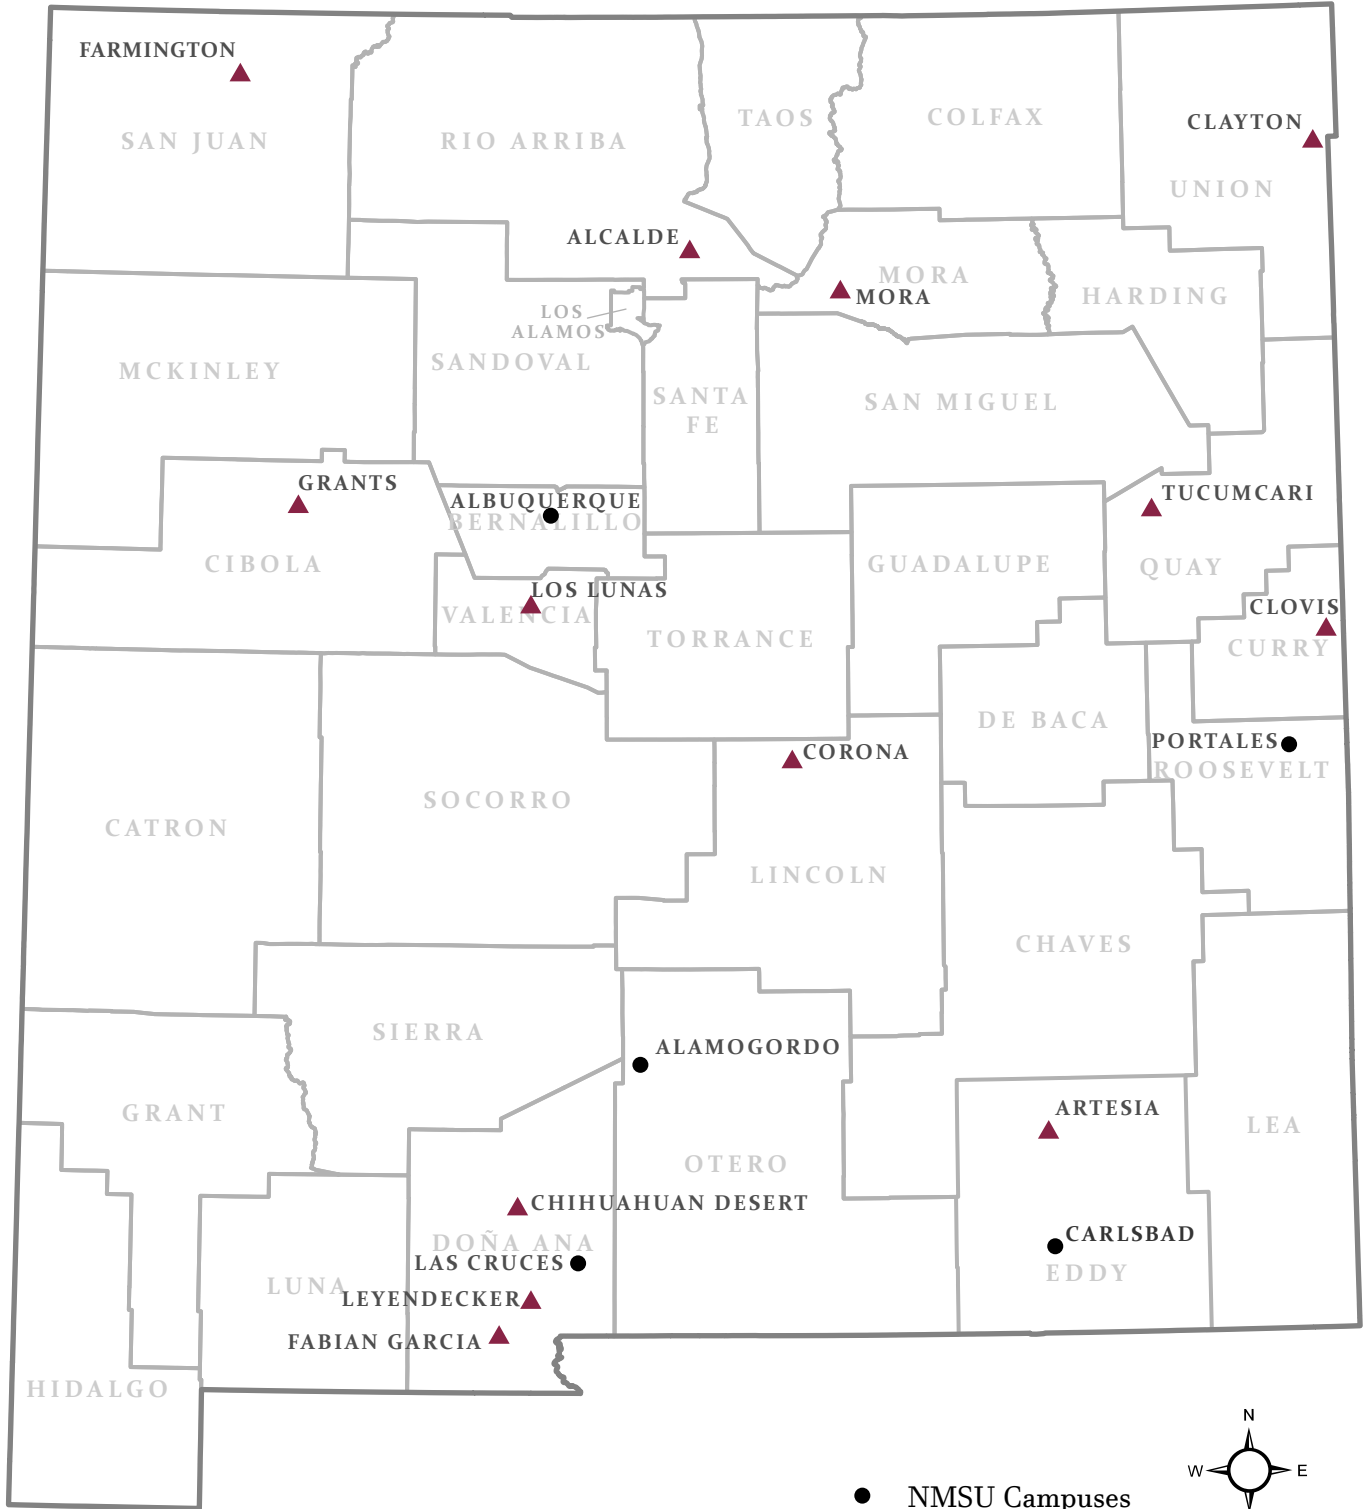 FARMINGTON
SAN JUAN
RIO ARRIBA
TAOS
COLFAX
CLAYTON
UNION
ALCALDE
MORA
MORA
HARDING
LOS
ALAMOS
SANDOVAL
MCKINLEY
SANTA
FE
SAN MIGUEL
GRANTS
ALBUQUERQUE
BERNALILLO
TUCUMCARI
CIBOLA
GUADALUPE
QUAY
LOS LUNAS
VALENCIA
CLOVIS
TORRANCE
CURRY
DE BACA
PORTALES
ROOSEVELT
CORONA
SOCORRO
CATRON
LINCOLN
CHAVES
SIERRA
ALAMOGORDO
GRANT
ARTESIA
LEA
OTERO
CHIHUAHUAN DESERT
DOÑA ANA
LAS CRUCES
CARLSBAD
EDDY
LUNA
LEYENDECKER
FABIAN GARCIA
HIDALGO
N
W E
NMSU Campuses